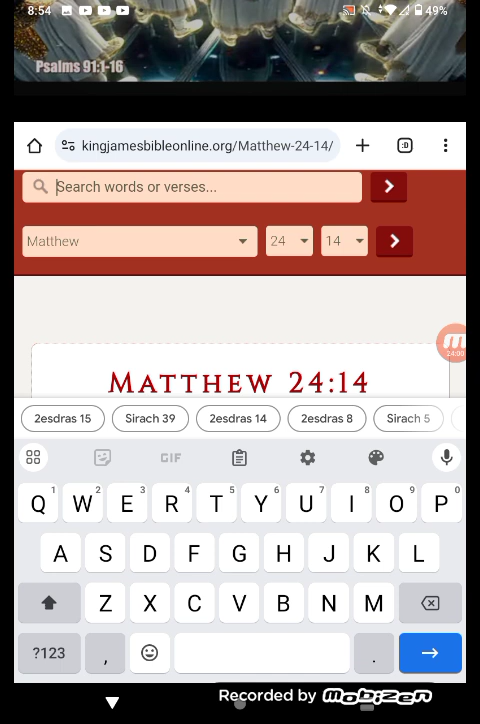 8:54 49%
Psalms 91:1-16
kingjamesbibleonline.org/Matthew-24-14/ :D
Search words or verses...
Matthew 24 14
24:00
MATTHEW 24:14
2esdras 15 Sirach 39 2esdras 14 2esdras 8 Sirach 5
GIF
Q 1 W 2 E 3 R 4 T 5 Y 6 U 7 I 8 O 9 P 0
A S D F G H J K L
Z X C V B N M
?123 , .
Recorded by mobizen